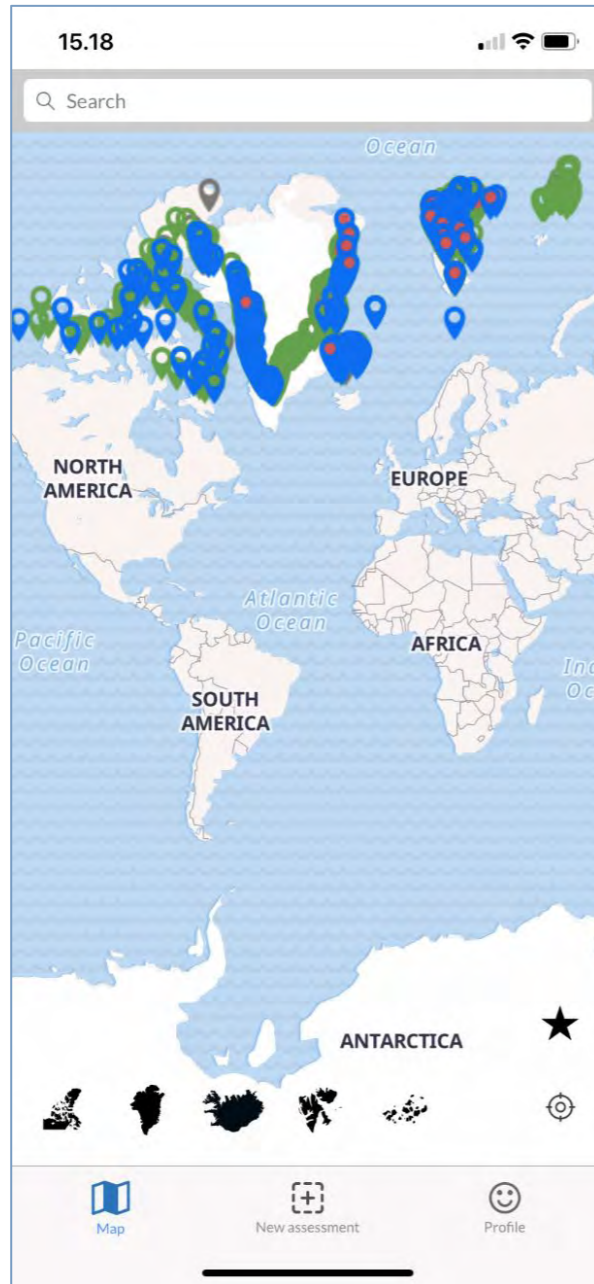 15.18
Search
Ocean
NORTH
AMERICA
EUROPE
Atlantic
Ocean
Pacific
Ocean
AFRICA
SOUTH
AMERICA
ANTARCTICA
Map
New assessment
Profile